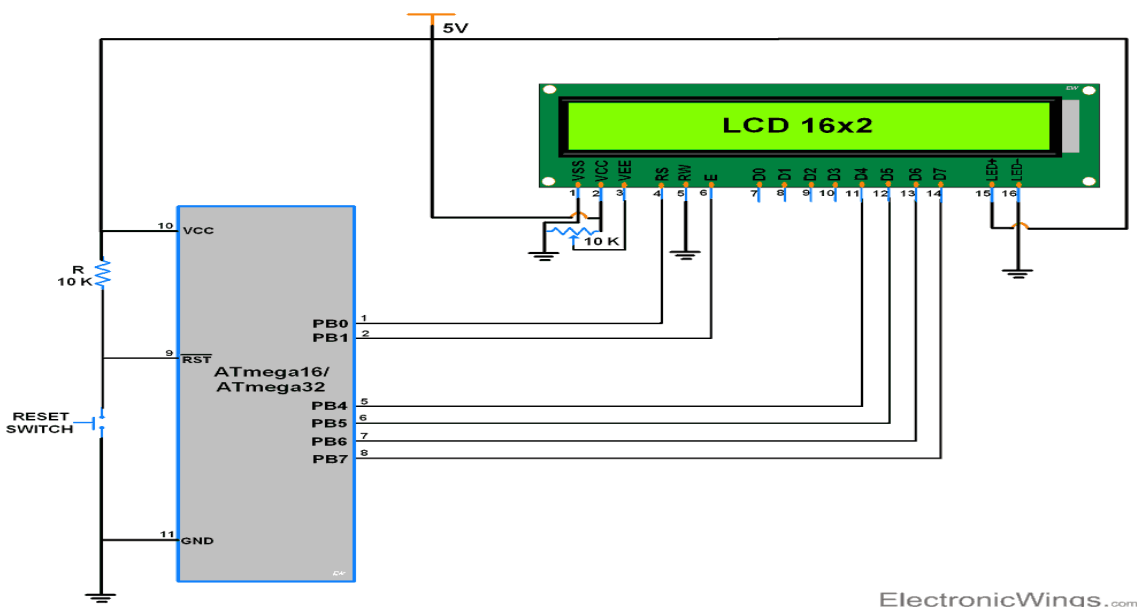 5V
EW
LCD 16x2
VSS VCC VEE RS RW E D0 D1 D2 D3 D4 D5 D6 D7 LED+ LED-
1 2 3 4 5 6 7 8 9 10 11 12 13 14 15 16
10 K
10 VCC
R
10 K
PB0 1
PB1 2
9 RST
ATmega16/
ATmega32
PB4 5
RESET
SWITCH
PB5 6
PB6 7
PB7 8
11 GND
EW
ElectronicWings.com